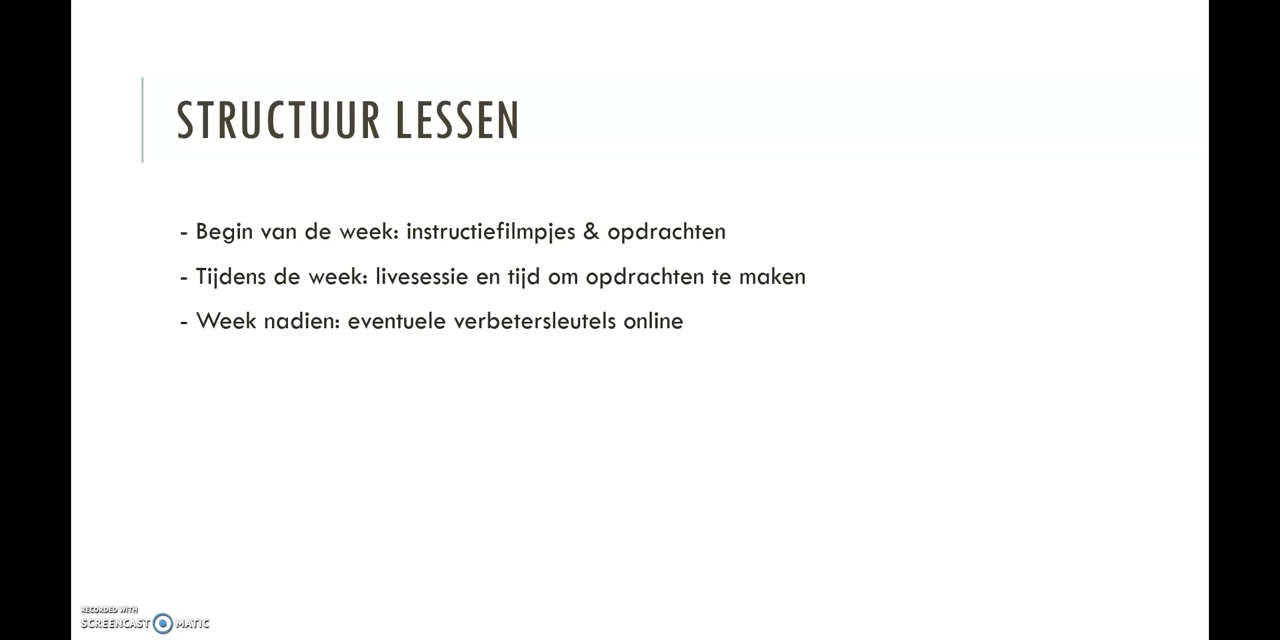 STRUCTUUR LESSEN
- Begin van de week: instructiefilmpjes & opdrachten
- Tijdens de week: livesessie en tijd om opdrachten te maken
- Week nadien: eventuele verbetersleutels online
RECORDED WITH
SCREENCAST MATIC